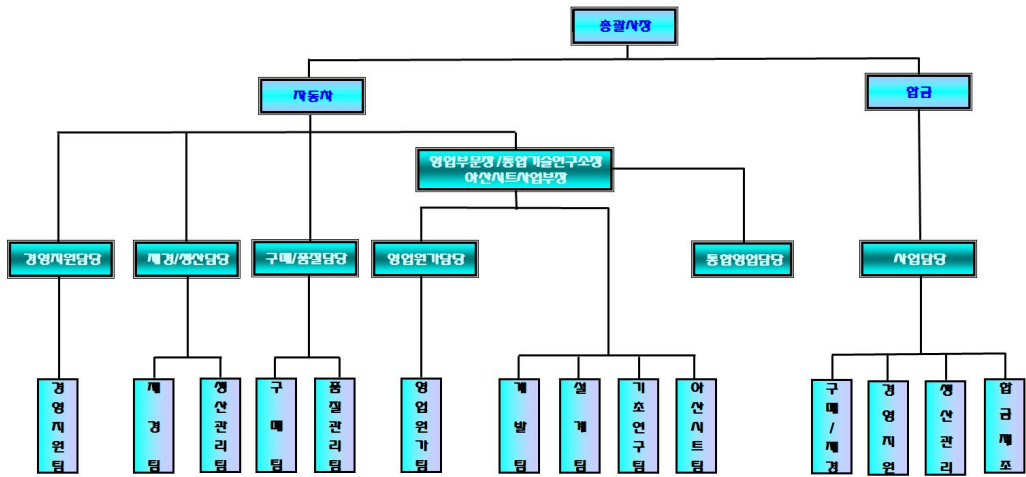 총괄사장
자동차
합금
영업부문장/통합기술연구소장
아산시트사업부장
경영지원담당
재경/생산담당
구매/품질담당
영업원가담당
통합영업담당
사업담당
경영지원팀
재경팀
생산관리팀
구매팀
품질관리팀
영업원가팀
개발팀
설계팀
기초연구팀
아산시트팀
구매/재경
경영지원
생산관리
합금제조